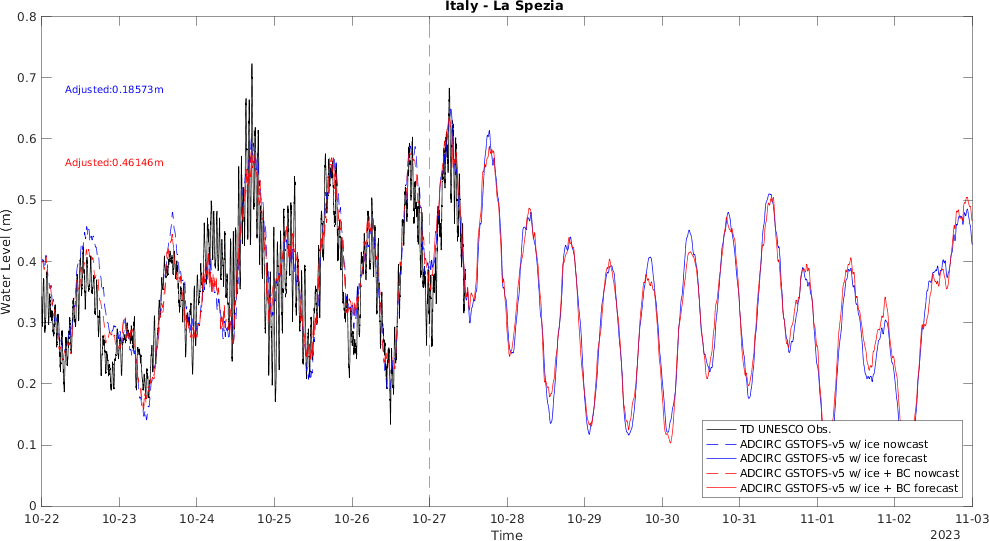 Italy - La Spezia
0.8
0.7
0.6
0.5
0.4
0.3
0.2
0.1
0
Water Level (m)
Adjusted:0.18573m
Adjusted:0.46146m
TD UNESCO Obs.
ADCIRC GSTOFS-v5 w/ ice nowcast
ADCIRC GSTOFS-v5 w/ ice forecast
ADCIRC GSTOFS-v5 w/ ice + BC nowcast
ADCIRC GSTOFS-v5 w/ ice + BC forecast
10-22 10-23 10-24 10-25 10-26 10-27 10-28 10-29 10-30 10-31 11-01 11-02 11-03
Time
2023